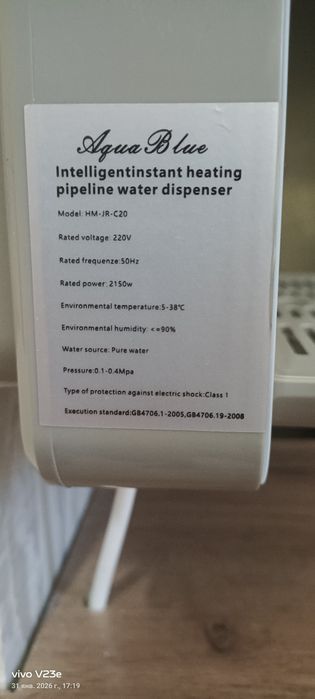 Aqua Blue
Intelligentinstant heating
pipeline water dispenser
Model: HM-JR-C20
Rated voltage: 220V
Rated frequenze:50Hz
Rated power: 2150w
Environmental temperature:5-38℃
Environmental humidity: <=90%
Water source: Pure water
Pressure:0.1-0.4Mpa
Type of protection against electric shock:Class 1
Execution standard:GB4706.1-2005,GB4706.19-2008
vivo V23e
31 янв. 2026 г., 17:19